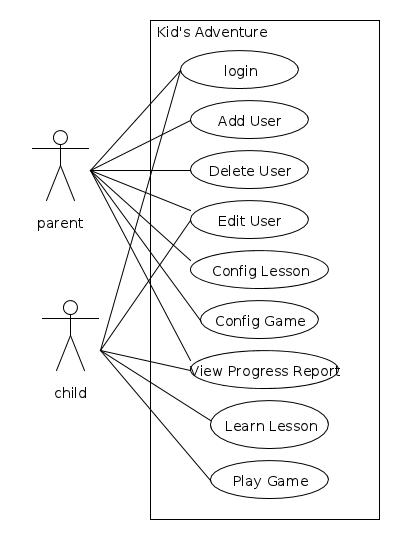 Kid's Adventure
login
Add User
Delete User
Edit User
parent
Config Lesson
Config Game
View Progress Report
child
Learn Lesson
Play Game